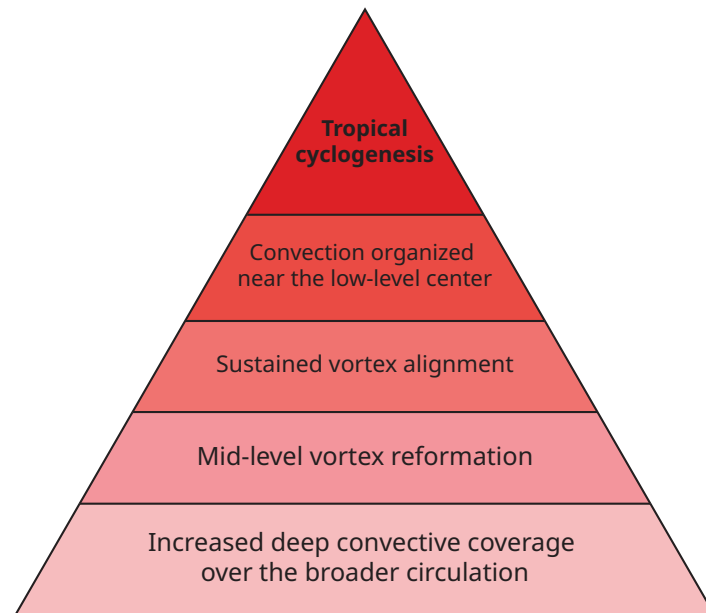 Tropical
cyclogenesis
Convection organized
near the low-level center
Sustained vortex alignment
Mid-level vortex reformation
Increased deep convective coverage
over the broader circulation